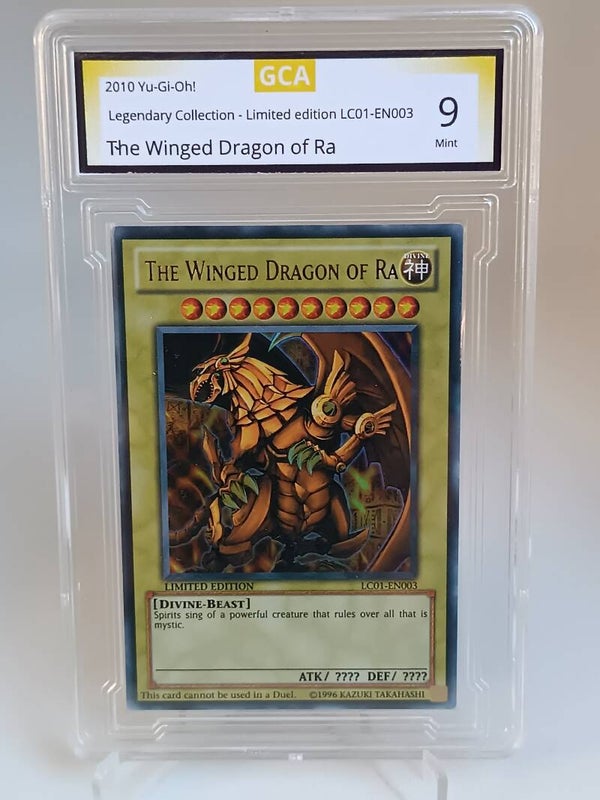 GCA
2010 Yu-Gi-Oh!
Legendary Collection - Limited edition LC01-EN003
9
The Winged Dragon of Ra
Mint
THE WINGED DRAGON OF RA
DIVINE
神
LIMITED EDITION
LC01-EN003
[DIVINE-BEAST]
Spirits sing of a powerful creature that rules over all that is
mystic.
ATK/ ???? DEF/ ????
This card cannot be used in a Duel.
©1996 KAZUKI TAKAHASHI